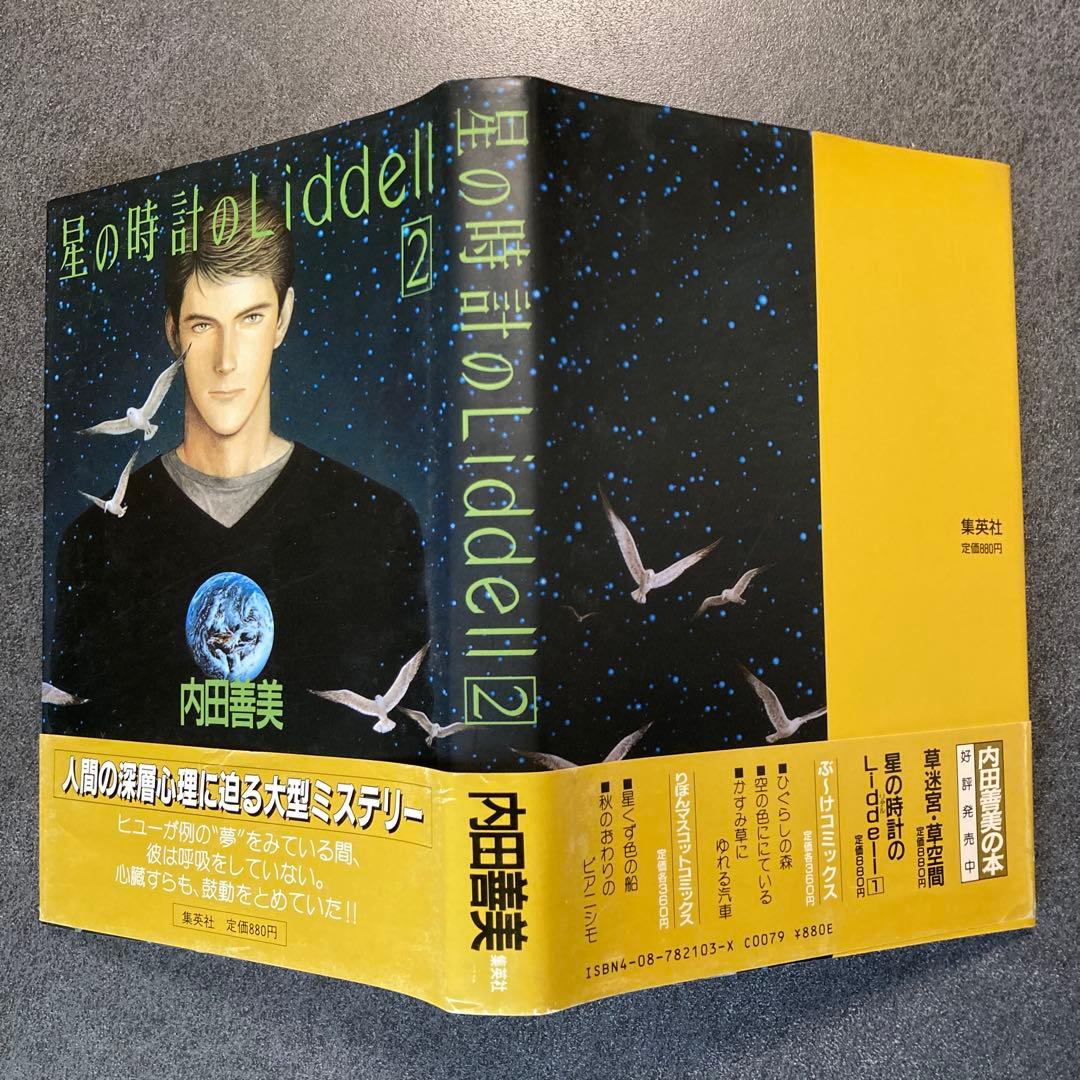 星の時計のLiddell
2
内田善美
人間の深層心理に迫る大型ミステリー
ヒューが例の"夢"をみている間、
彼は呼吸をしていない。
心臓すらも、鼓動をとめていた!!
集英社 定価880円
星の時計のLiddell 2
内田善美
集英社
集英社
定価880円
内田善美の本
好評発売中
草迷宮・草空間
定価880円
星の時計の
Liddell 1
定価880円
ぶ〜けコミックス
定価各360円
■ひぐらしの森
■空の色ににている
■かすみ草に
ゆれる汽車
りぼんマスコットコミックス
定価各360円
■星くず色の船
■秋のおわりの
ピアニシモ
ISBN4-08-782103-X C0079 ¥880E